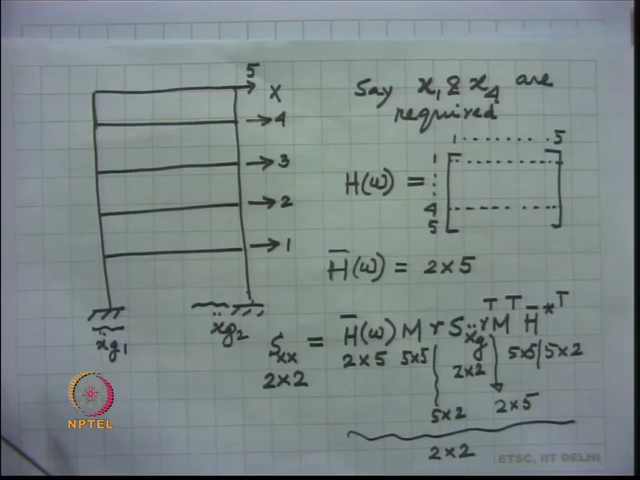 5
x
4
3
2
1
ẍg1
ẍg2
Say x1 & x4 are
required
1 ........ 5
H(ω) =
1
4
5
H̄(ω) = 2×5
Sxx = H̄(ω) M r Sẍg rᵀ Mᵀ H̄*ᵀ
2×2
2×5 5×5 5×2 2×2 2×5 5×5 5×2
2×2
NPTEL
ETSC, IIT DELHI